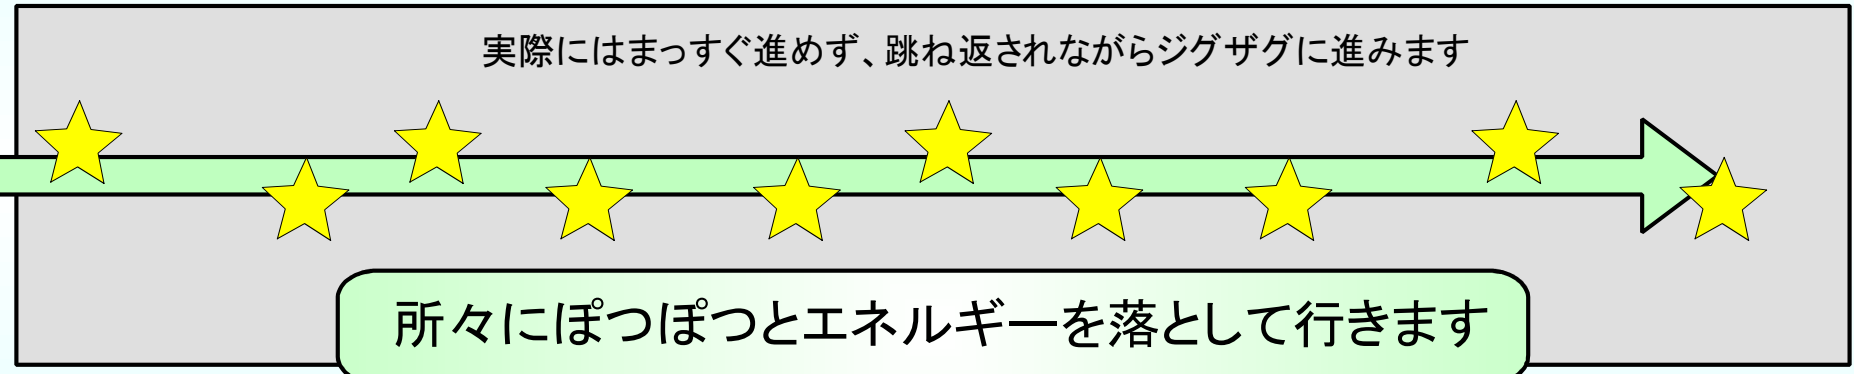 実際にはまっすぐ進めず、跳ね返されながらジグザグに進みます
所々にぽつぽつとエネルギーを落として行きます